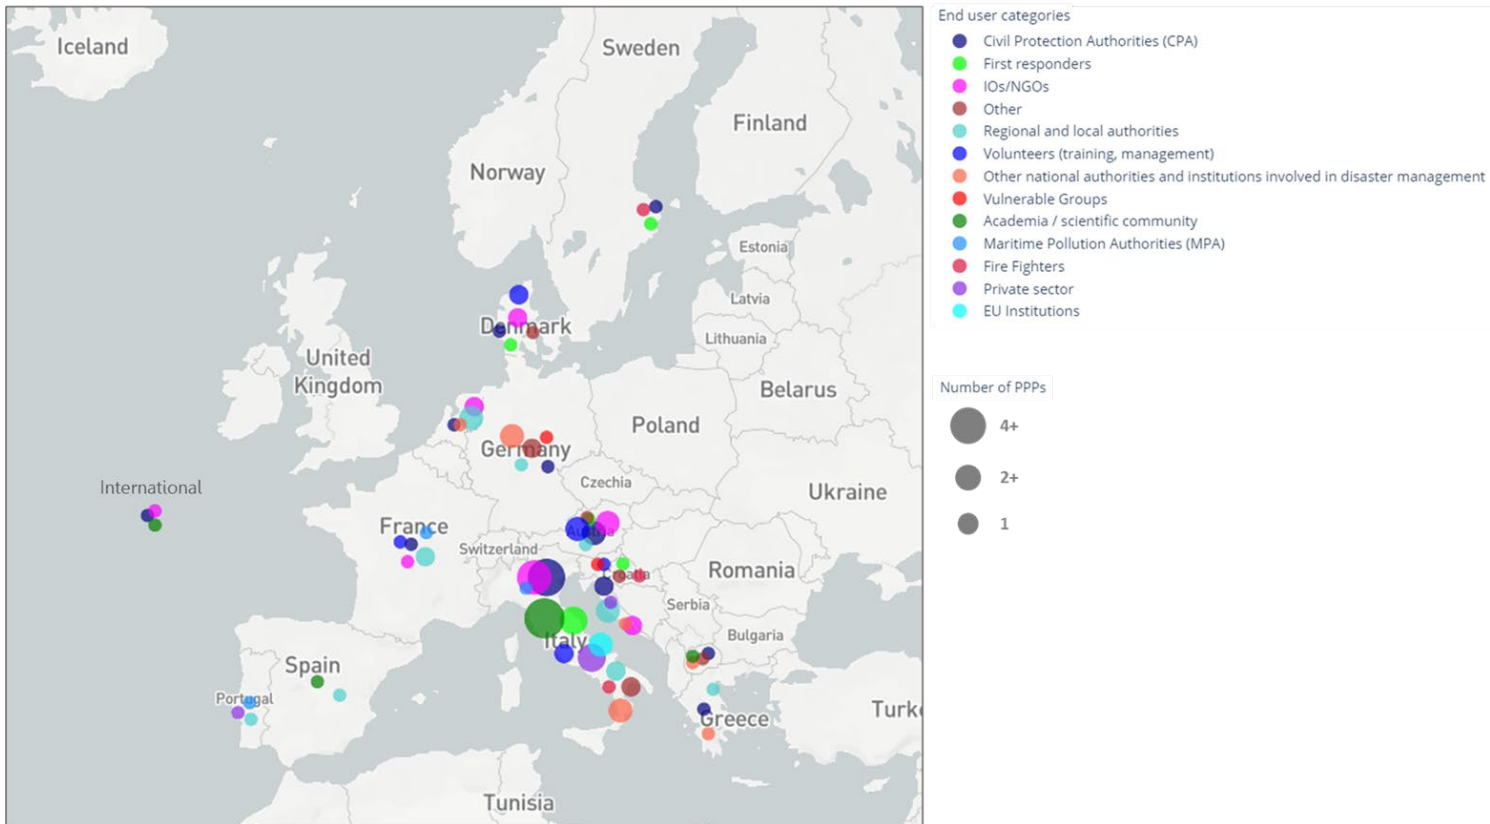 Iceland
Sweden
Finland
Norway
Estonia
Latvia
Denmark
Lithuania
United
Kingdom
Belarus
Poland
Germany
Czechia
International
Ukraine
France
Austria
Switzerland
Croatia
Romania
Serbia
Bulgaria
Italy
Spain
Portugal
Greece
Turke
Tunisia
End user categories
Civil Protection Authorities (CPA)
First responders
IOs/NGOs
Other
Regional and local authorities
Volunteers (training, management)
Other national authorities and institutions involved in disaster management
Vulnerable Groups
Academia / scientific community
Maritime Pollution Authorities (MPA)
Fire Fighters
Private sector
EU Institutions
Number of PPPs
4+
2+
1